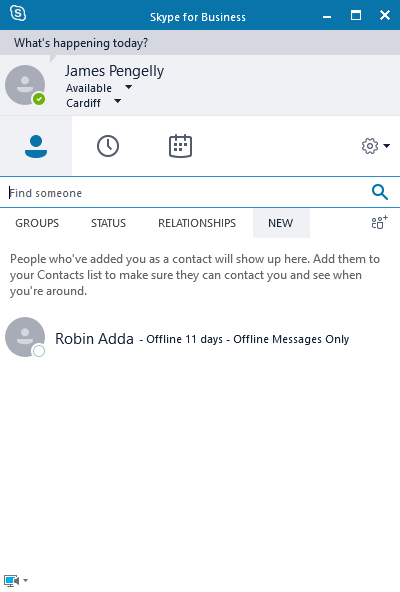 Skype for Business
What's happening today?
James Pengelly
Available
Cardiff
Find someone
GROUPS STATUS RELATIONSHIPS NEW
People who've added you as a contact will show up here. Add them to
your Contacts list to make sure they can contact you and see when
you're around.
Robin Adda - Offline 11 days - Offline Messages Only